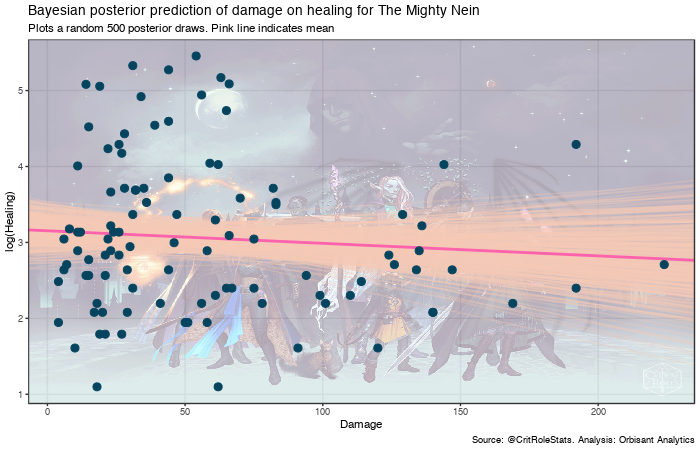 Bayesian posterior prediction of damage on healing for The Mighty Nein
Plots a random 500 posterior draws. Pink line indicates mean
5
4
3
2
1
log(Healing)
0 50 100 150 200
Damage
Source: @CritRoleStats. Analysis: Orbisant Analytics